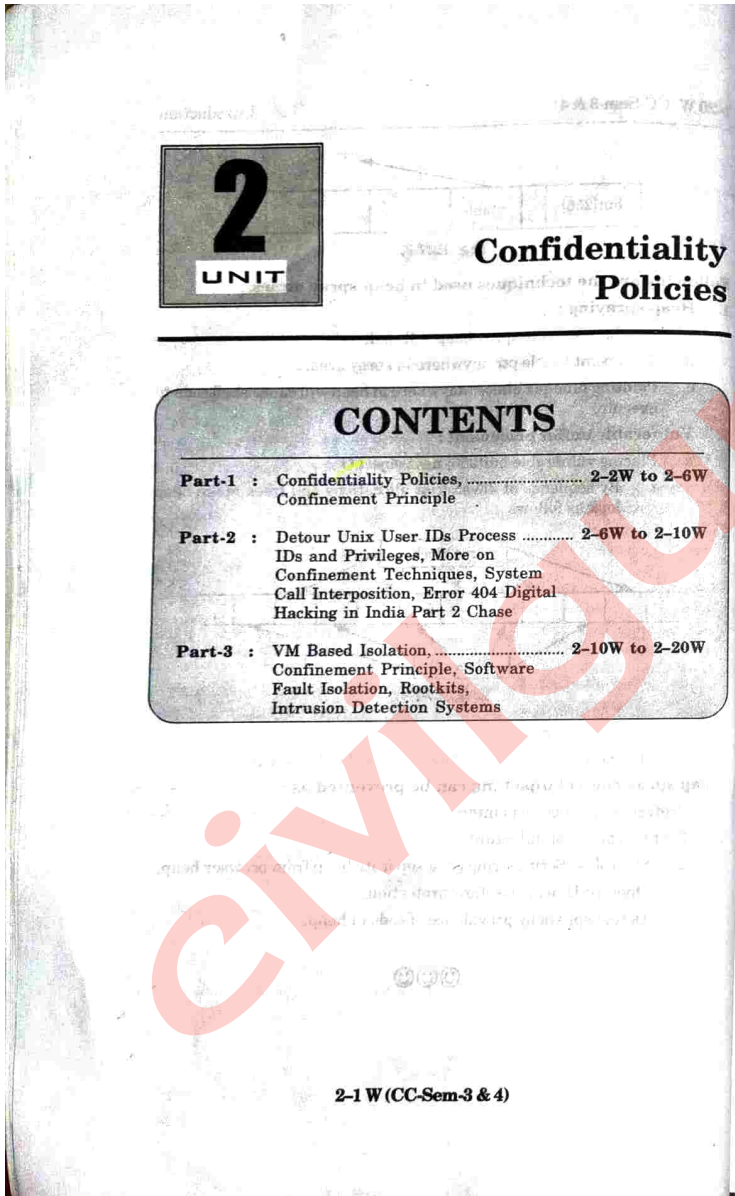 2
UNIT
Confidentiality
Policies
CONTENTS
Part-1 : Confidentiality Policies, ........................... 2–2W to 2–6W
Confinement Principle
Part-2 : Detour Unix User IDs Process ............ 2–6W to 2–10W
IDs and Privileges, More on
Confinement Techniques, System
Call Interposition, Error 404 Digital
Hacking in India Part 2 Chase
Part-3 : VM Based Isolation, .............................. 2–10W to 2–20W
Confinement Principle, Software
Fault Isolation, Rootkits,
Intrusion Detection Systems
civilgu
2–1 W (CC-Sem-3 & 4)